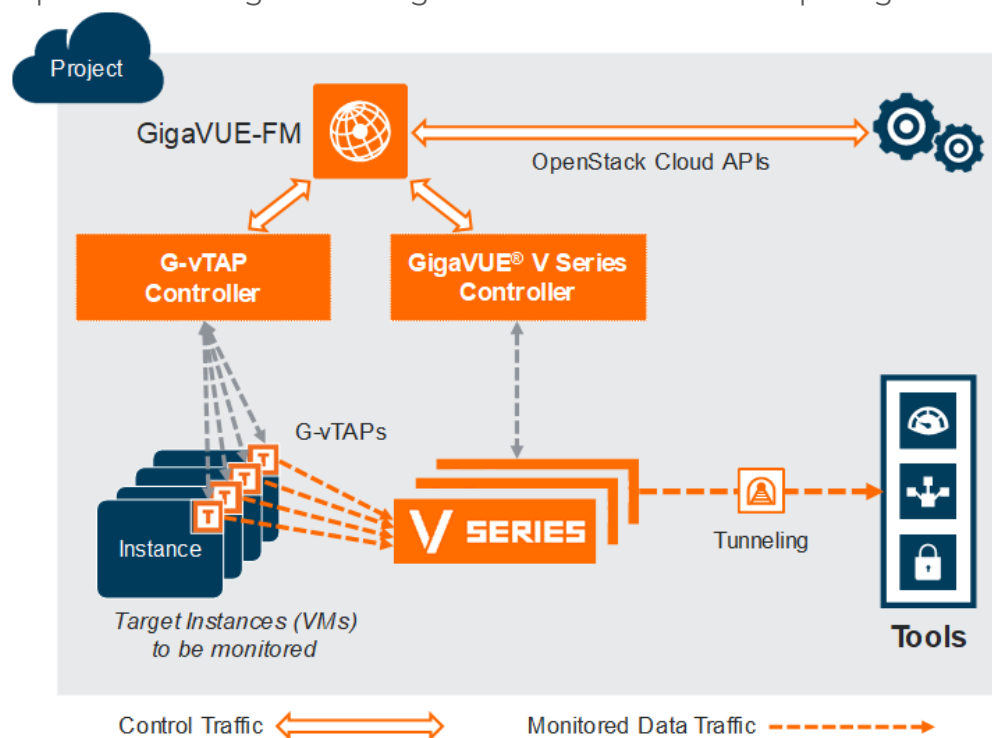 Project
GigaVUE-FM
OpenStack Cloud APIs
G-vTAP
Controller
GigaVUE® V Series
Controller
G-vTAPs
T
T
T
T
Instance
V SERIES
Tunneling
Target Instances (VMs)
to be monitored
Tools
Control Traffic
Monitored Data Traffic